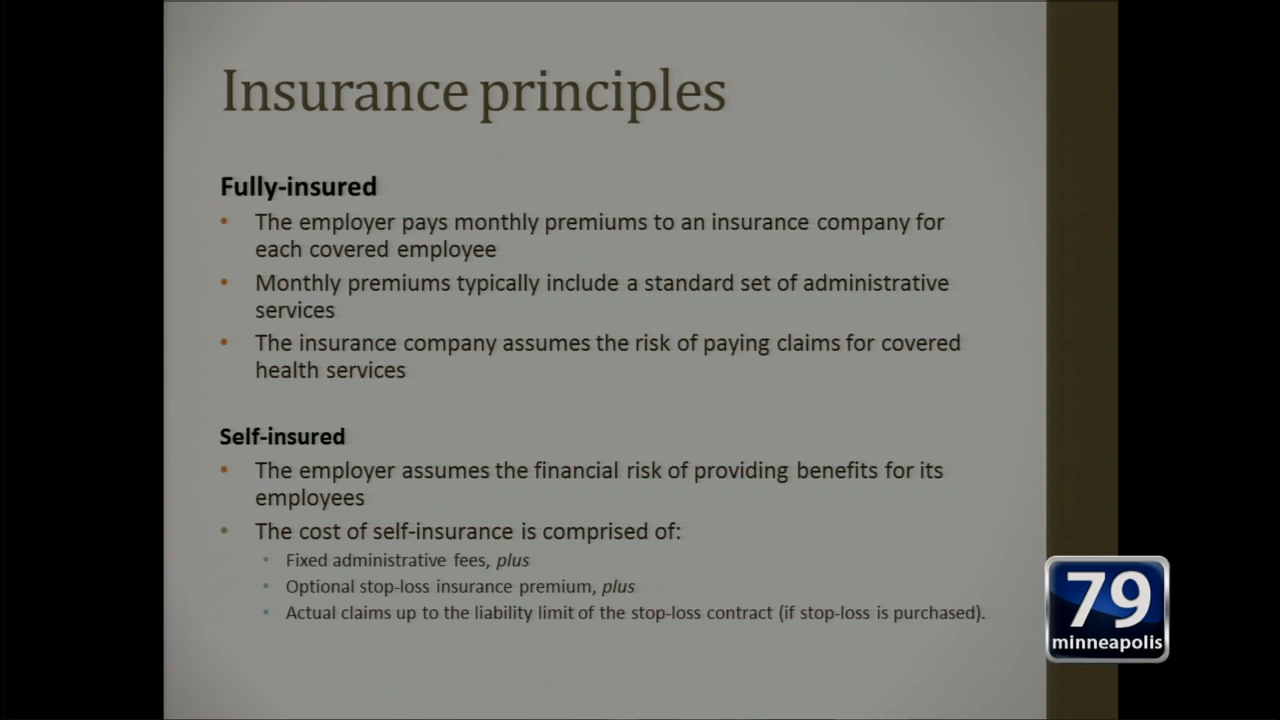 Insurance principles
Fully-insured
• The employer pays monthly premiums to an insurance company for
each covered employee
• Monthly premiums typically include a standard set of administrative
services
• The insurance company assumes the risk of paying claims for covered
health services
Self-insured
• The employer assumes the financial risk of providing benefits for its
employees
• The cost of self-insurance is comprised of:
• Fixed administrative fees, plus
• Optional stop-loss insurance premium, plus
• Actual claims up to the liability limit of the stop-loss contract (if stop-loss is purchased).
79
minneapolis